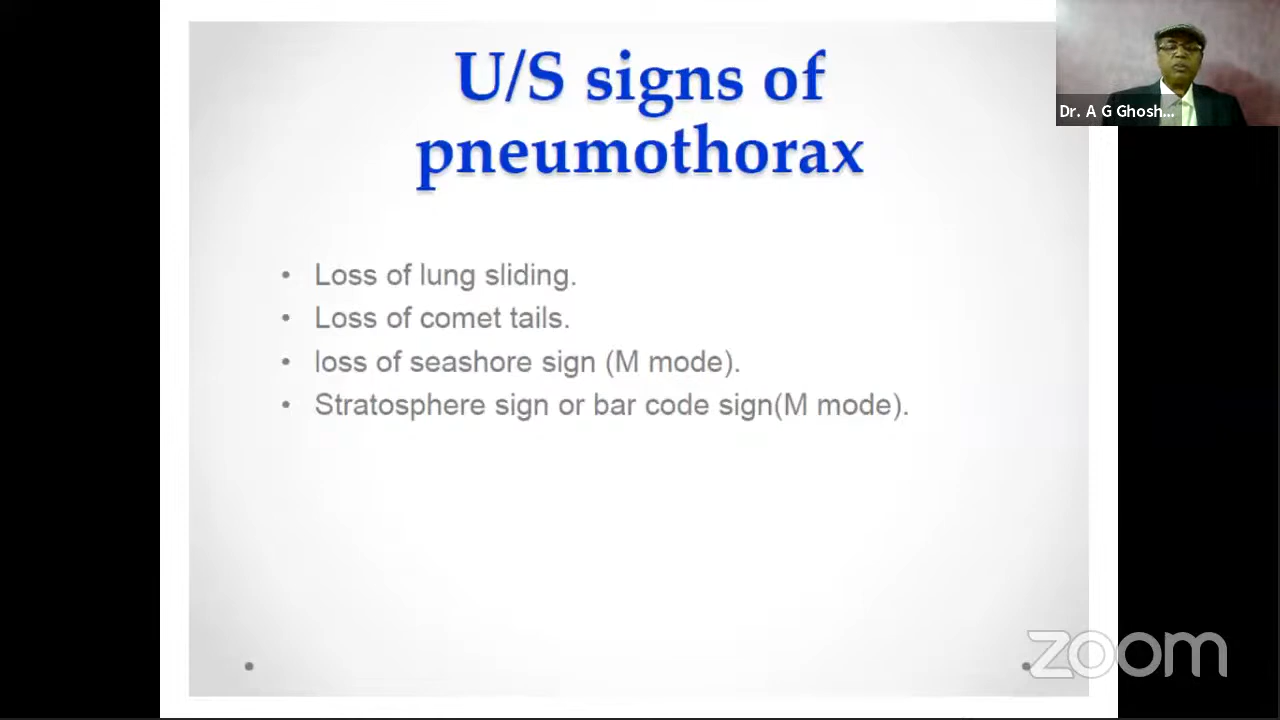 U/S signs of
pneumothorax
Dr. A G Ghosh...
• Loss of lung sliding.
• Loss of comet tails.
• loss of seashore sign (M mode).
• Stratosphere sign or bar code sign(M mode).
zoom